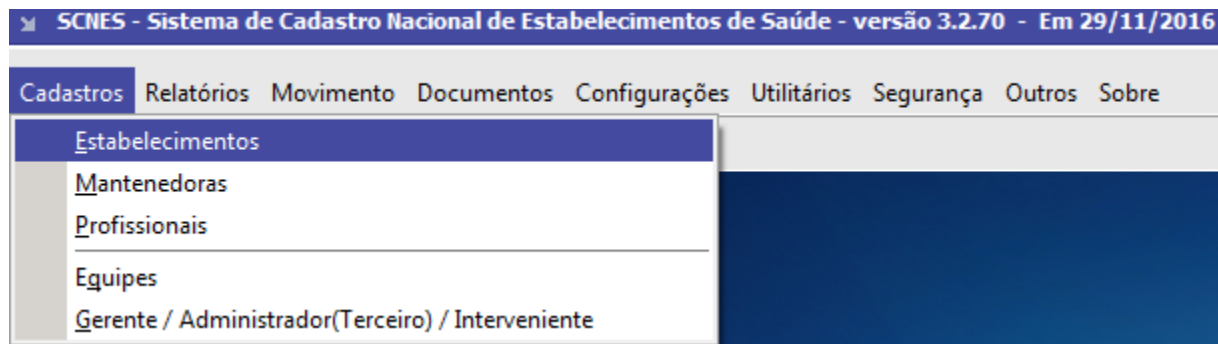 SCNES - Sistema de Cadastro Nacional de Estabelecimentos de Saúde - versão 3.2.70 - Em 29/11/2016
Cadastros Relatórios Movimento Documentos Configurações Utilitários Segurança Outros Sobre
Estabelecimentos
Mantenedoras
Profissionais
Equipes
Gerente / Administrador(Terceiro) / Interveniente